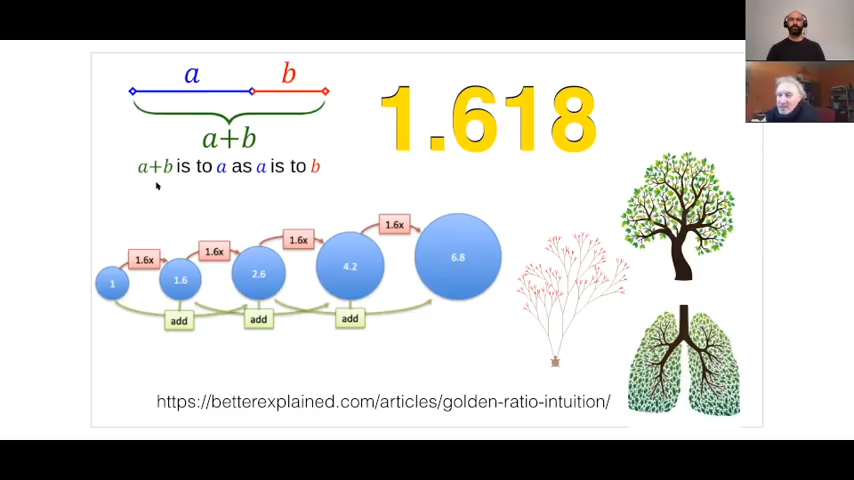 a b
1.618
a+b
a+b is to a as a is to b
1.6x 1.6x 1.6x 1.6x
1 1.6 2.6 4.2 6.8
add add add
https://betterexplained.com/articles/golden-ratio-intuition/